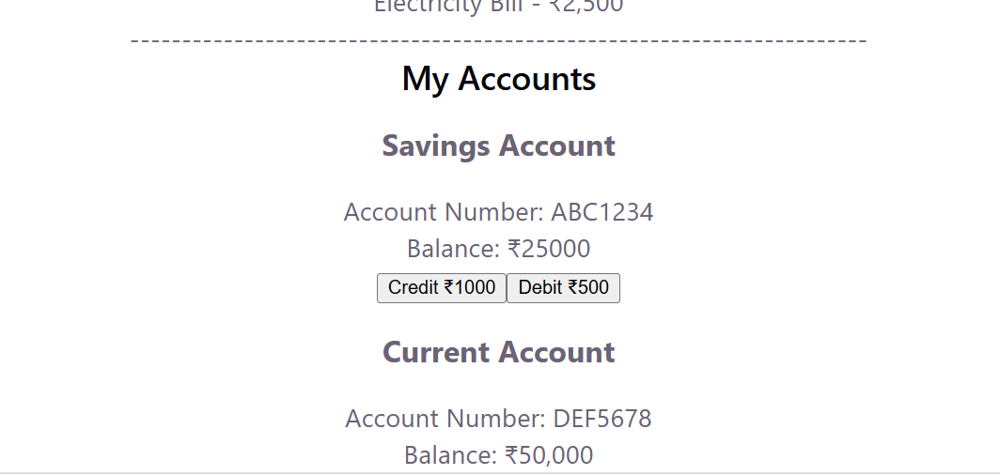 Electricity Bill - ₹2,500
-----------------------------------------------------------------------
My Accounts
Savings Account
Account Number: ABC1234
Balance: ₹25000
Credit ₹1000 Debit ₹500
Current Account
Account Number: DEF5678
Balance: ₹50,000